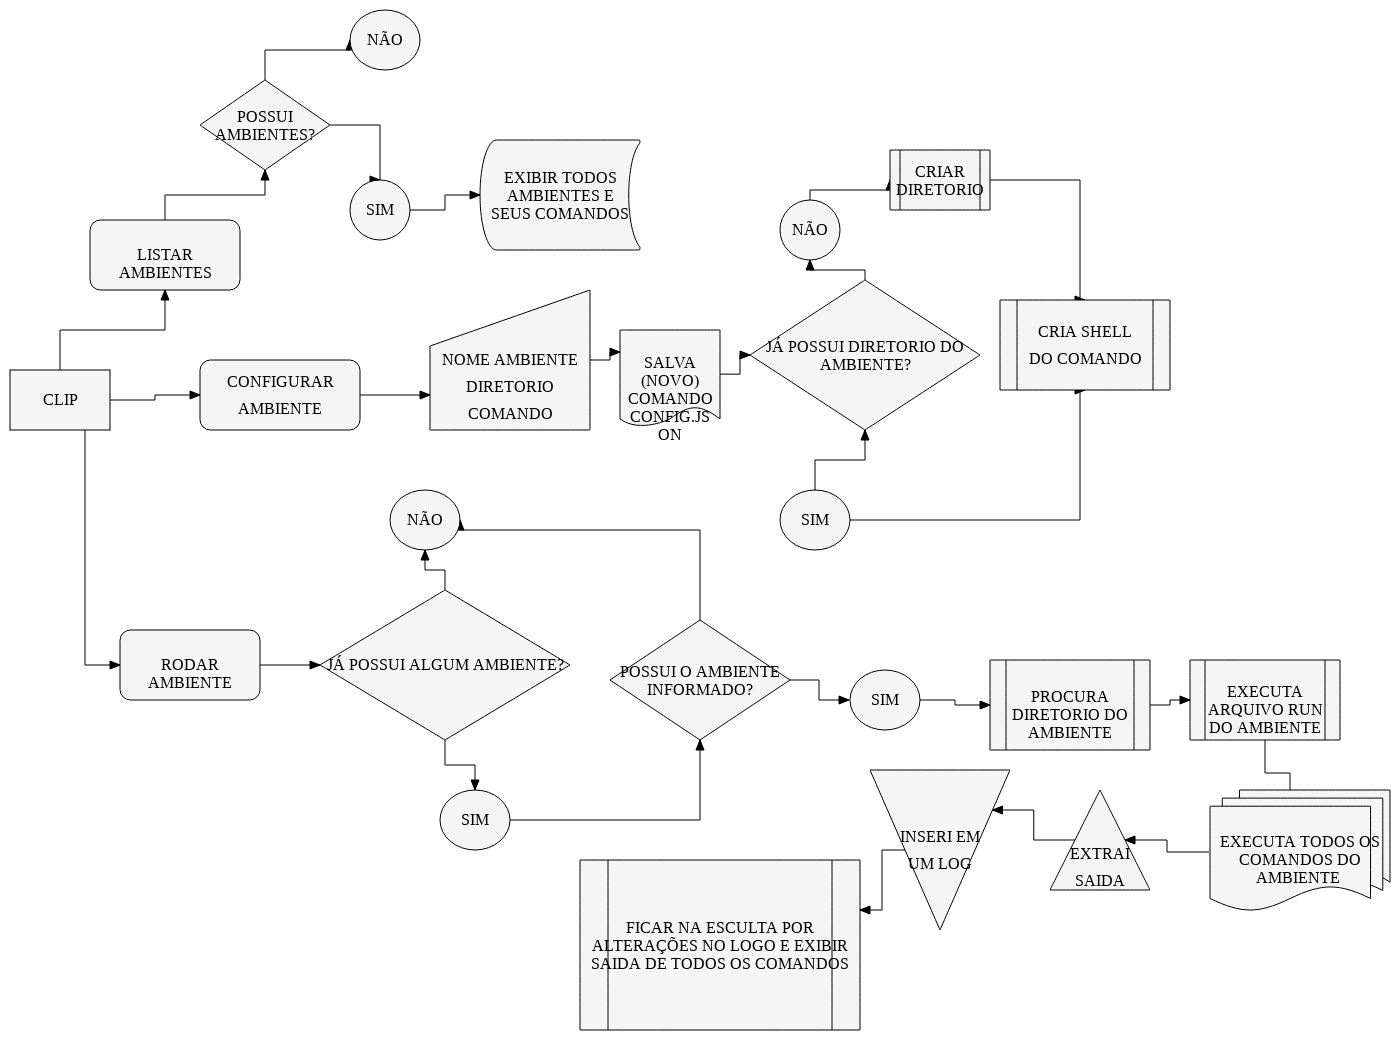 NÃO
POSSUI
AMBIENTES?
SIM
EXIBIR TODOS
AMBIENTES E
SEUS COMANDOS
LISTAR
AMBIENTES
CRIAR
DIRETORIO
NÃO
JÁ POSSUI DIRETORIO DO
AMBIENTE?
CRIA SHELL
DO COMANDO
CLIP
CONFIGURAR
AMBIENTE
NOME AMBIENTE
DIRETORIO
COMANDO
SALVA
(NOVO)
COMANDO
CONFIG.JS
ON
SIM
NÃO
RODAR
AMBIENTE
JÁ POSSUI ALGUM AMBIENTE?
POSSUI O AMBIENTE
INFORMADO?
SIM
SIM
PROCURA
DIRETORIO DO
AMBIENTE
EXECUTA
ARQUIVO RUN
DO AMBIENTE
EXECUTA TODOS OS
COMANDOS DO
AMBIENTE
EXTRAI
SAIDA
INSERI EM
UM LOG
FICAR NA ESCULTA POR
ALTERAÇÕES NO LOGO E EXIBIR
SAIDA DE TODOS OS COMANDOS